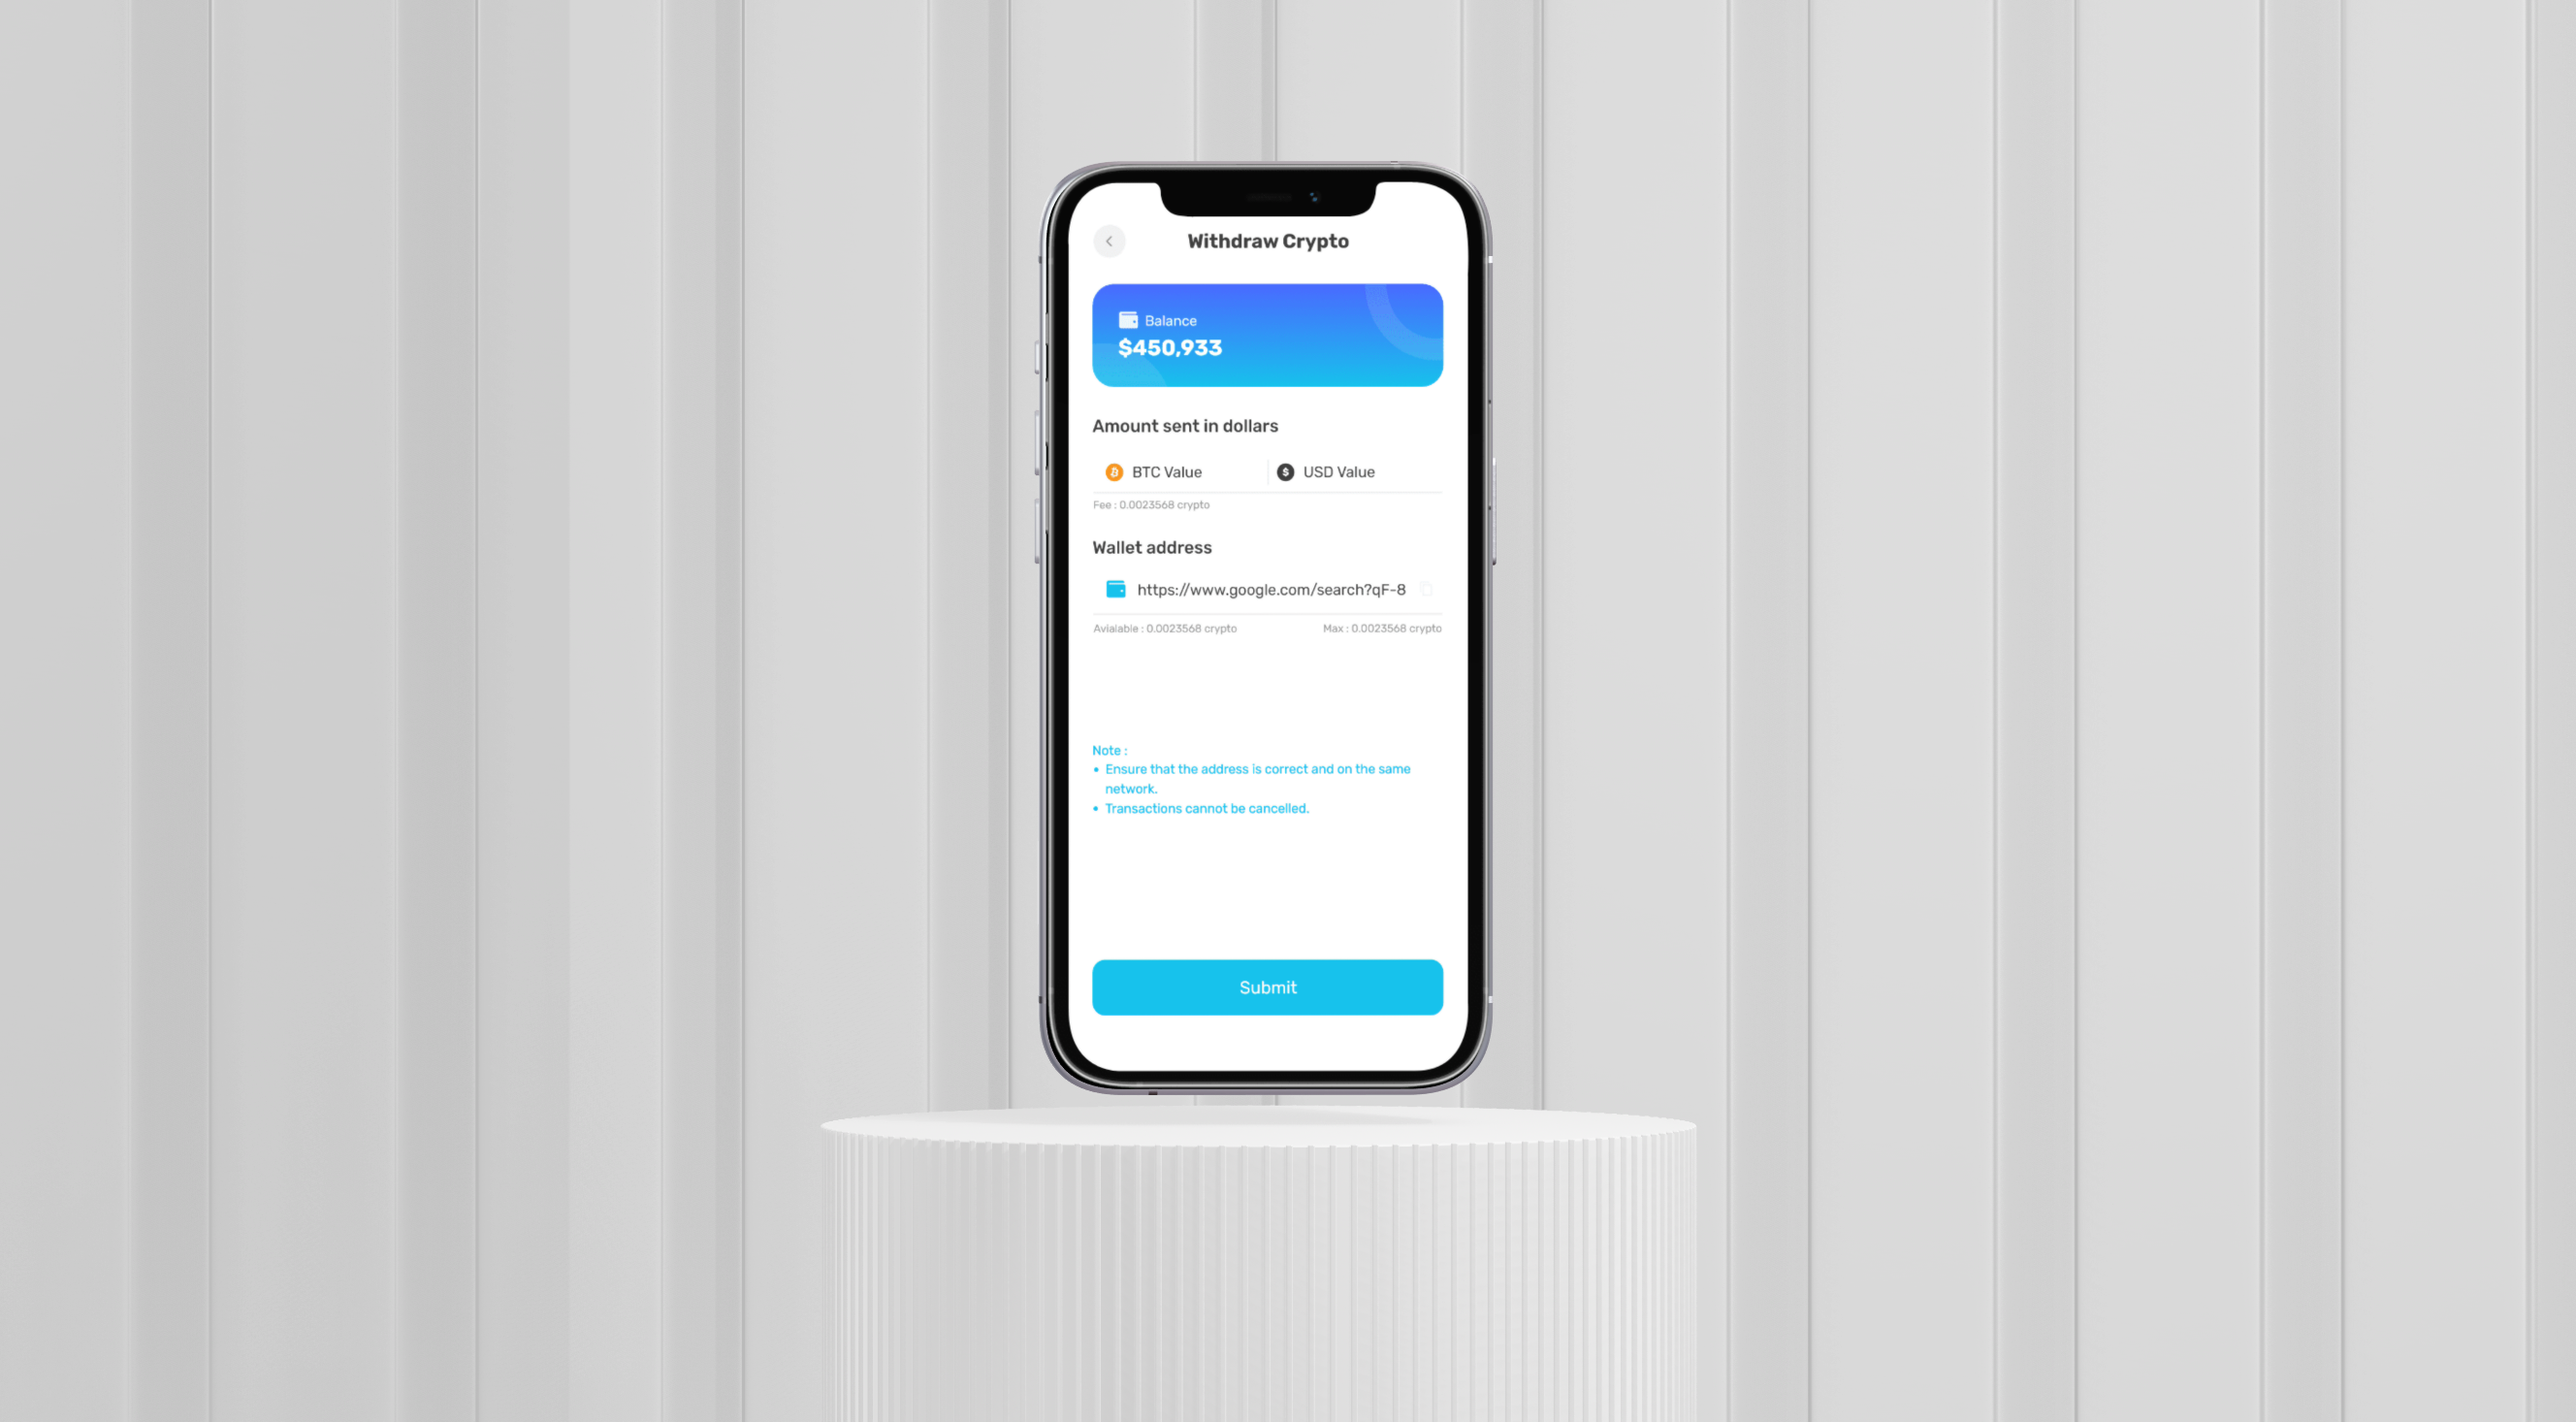 Withdraw Crypto
Balance
$450,933
Amount sent in dollars
BTC Value
USD Value
Fee : 0.0023568 crypto
Wallet address
https://www.google.com/search?qF-8
Avialable : 0.0023568 crypto
Max : 0.0023568 crypto
Note :
• Ensure that the address is correct and on the same
network.
• Transactions cannot be cancelled.
Submit